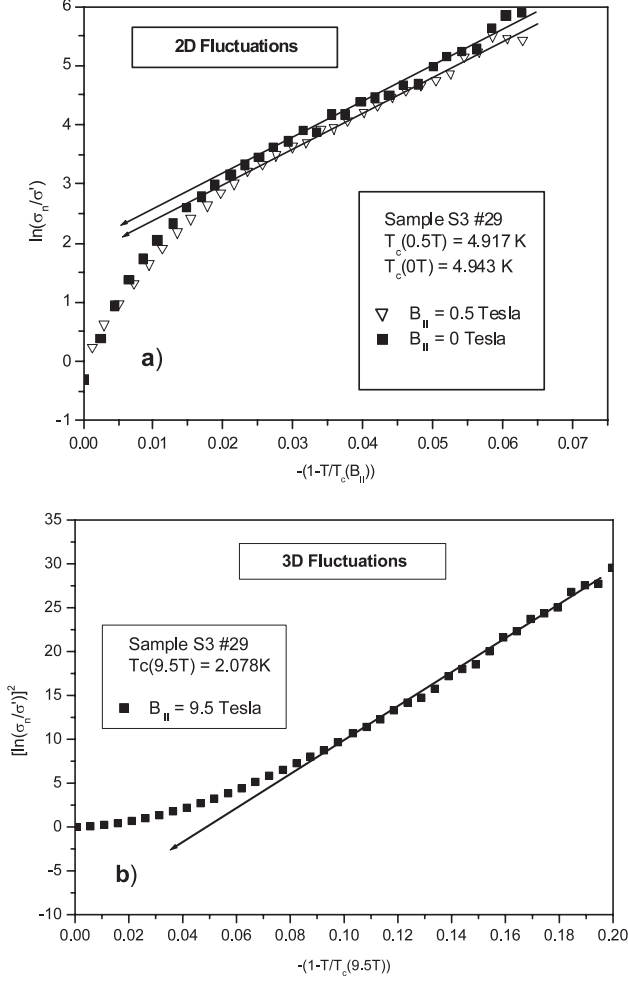 6
2D Fluctuations
5
4
3
2
1
0
-1
ln(σn/σ')
Sample S3 #29
Tc(0.5T) = 4.917 K
Tc(0T) = 4.943 K
▽ BII = 0.5 Tesla
■ BII = 0 Tesla
a)
0.00 0.01 0.02 0.03 0.04 0.05 0.06 0.07
-(1-T/Tc(BII))
35
3D Fluctuations
30
25
20
15
10
5
0
-5
-10
[ln(σn/σ')]²
Sample S3 #29
Tc(9.5T) = 2.078K
■ BII = 9.5 Tesla
b)
0.00 0.02 0.04 0.06 0.08 0.10 0.12 0.14 0.16 0.18 0.20
-(1-T/Tc(9.5T))